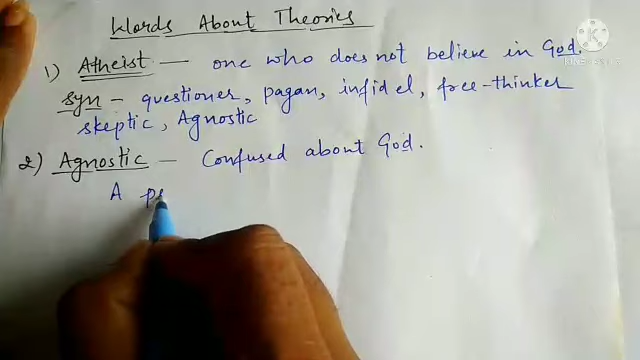 Words About Theories
1) Atheist — one who does not believe in God.
syn - questioner, pagan, infidel, free-thinker
skeptic, Agnostic
2) Agnostic — Confused about God.
A pe